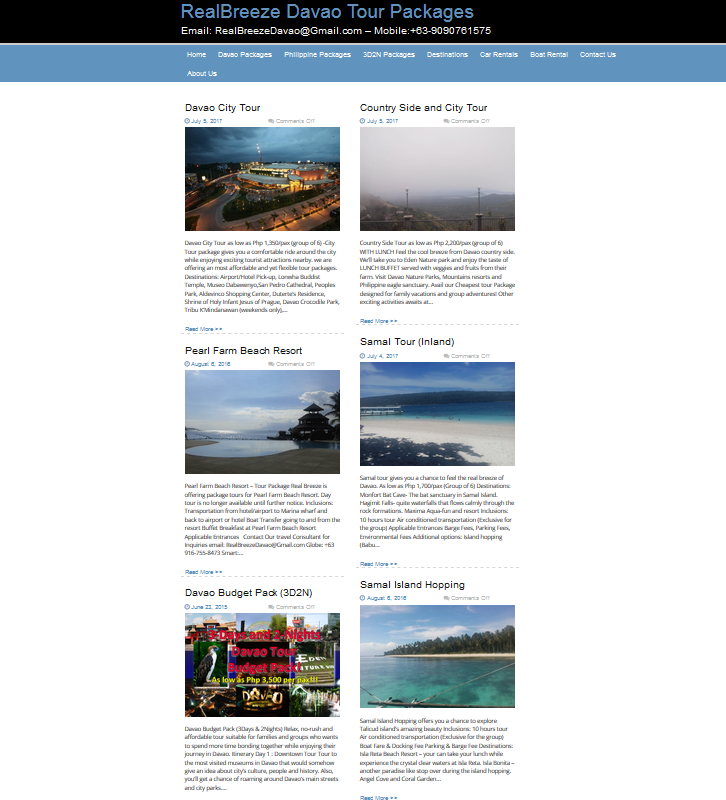 RealBreeze Davao Tour Packages
Email: RealBreezeDavao@Gmail.com – Mobile:+63-9090761575
Home Davao Packages Philippine Packages 3D2N Packages Destinations Car Rentals Boat Rental Contact Us
About Us
Davao City Tour
July 5, 2017 Comments Off
Davao City Tour as low as Php 1,350/pax (group of 6) -City
Tour package gives you a comfortable ride around the city
while enjoying exciting tourist attractions nearby. we are
offering an most affordable and yet flexible tour packages.
Destinations: Airport/Hotel Pick-up, Lonwha Buddist
Temple, Museo Dabawenyo,San Pedro Cathedral, Peoples
Park, Aldevinco Shopping Center, Duterte's Residence,
Shrine of Holy Infant Jesus of Prague, Davao Crocodile Park,
Tribu K'Mindanawan (weekends only),...
Read More >>
Country Side and City Tour
July 5, 2017 Comments Off
Country Side Tour as low as Php 2,200/pax (group of 6)
WITH LUNCH Feel the cool breeze from Davao country side.
We'll take you to Eden Nature park and enjoy the taste of
LUNCH BUFFET served with veggies and fruits from their
farm. Visit Davao Nature Parks, Mountains resorts and
Philippine eagle sanctuary. Avail our Cheapest tour Package
designed for family vacations and group adventures! Other
exciting activities awaits at...
Read More >>
Pearl Farm Beach Resort
August 6, 2016 Comments Off
Pearl Farm Beach Resort – Tour Package Real Breeze is
offering package tours for Pearl Farm Beach Resort. Day
tour is no longer available until further notice. Inclusions:
Transportation from hotel/airport to Marina wharf and
back to airport or hotel Boat Transfer going to and from the
resort Buffet Breakfast at Pearl Farm Beach Resort
Applicable Entrances Contact Our travel Consultant for
Inquiries email: RealBreezeDavao@Gmail.com Globe: +63
916-755-8473 Smart:...
Read More >>
Samal Tour (Inland)
July 4, 2017 Comments Off
Samal tour gives you a chance to feel the real breeze of
Davao. As low as Php 1,700/pax (Group of 6) Destinations:
Monfort Bat Cave- The bat sanctuary in Samal Island.
Hagimit Falls- quite waterfalls that flows calmly through the
rock formations. Maxima Aqua-fun and resort Inclusions:
10 hours tour Air conditioned transportation (Exclusive for
the group) Applicable Entrances Barge Fees, Parking Fees,
Environmental Fees Additional options: Island hopping
(Babu...
Read More >>
Davao Budget Pack (3D2N)
June 22, 2015 Comments Off
3-Days and 2-Nights
Davao Tour
Budget Pack!
As low as Php 3,500 per pax!!!
EDEN
NATURE
DAVAO
Davao Budget Pack (3Days & 2Nights) Relax, no-rush and
affordable tour suitable for families and groups who wants
to spend more time bonding together while enjoying their
journey in Davao. Itinerary Day 1 : Downtown Tour Tour to
the most visited museums in Davao that would somehow
give an idea about city's culture, people and history. Also,
you'll get a chance of roaming around Davao's main streets
and city parks....
Samal Island Hopping
August 6, 2016 Comments Off
Samal Island Hopping offers you a chance to explore
Talicud island's amazing beauty Inclusions: 10 hours tour
Air conditioned transportation (Exclusive for the group)
Boat Fare & Docking Fee Parking & Barge Fee Destinations:
Isla Reta Beach Resort – your can take your lunch while
experience the crystal clear waters at Isla Reta. Isla Bonita –
another paradise like stop over during the island hopping.
Angel Cove and Coral Garden...
Read More >>